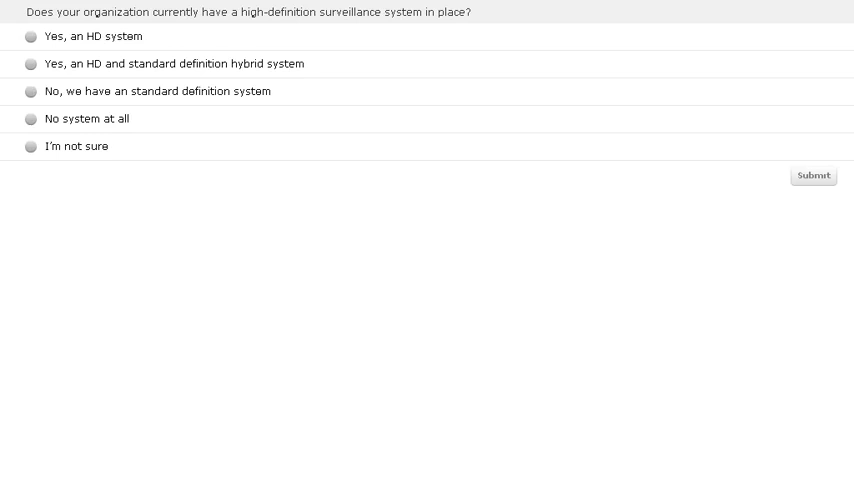 Does your organization currently have a high-definition surveillance system in place?
Yes, an HD system
Yes, an HD and standard definition hybrid system
No, we have an standard definition system
No system at all
I'm not sure
Submit